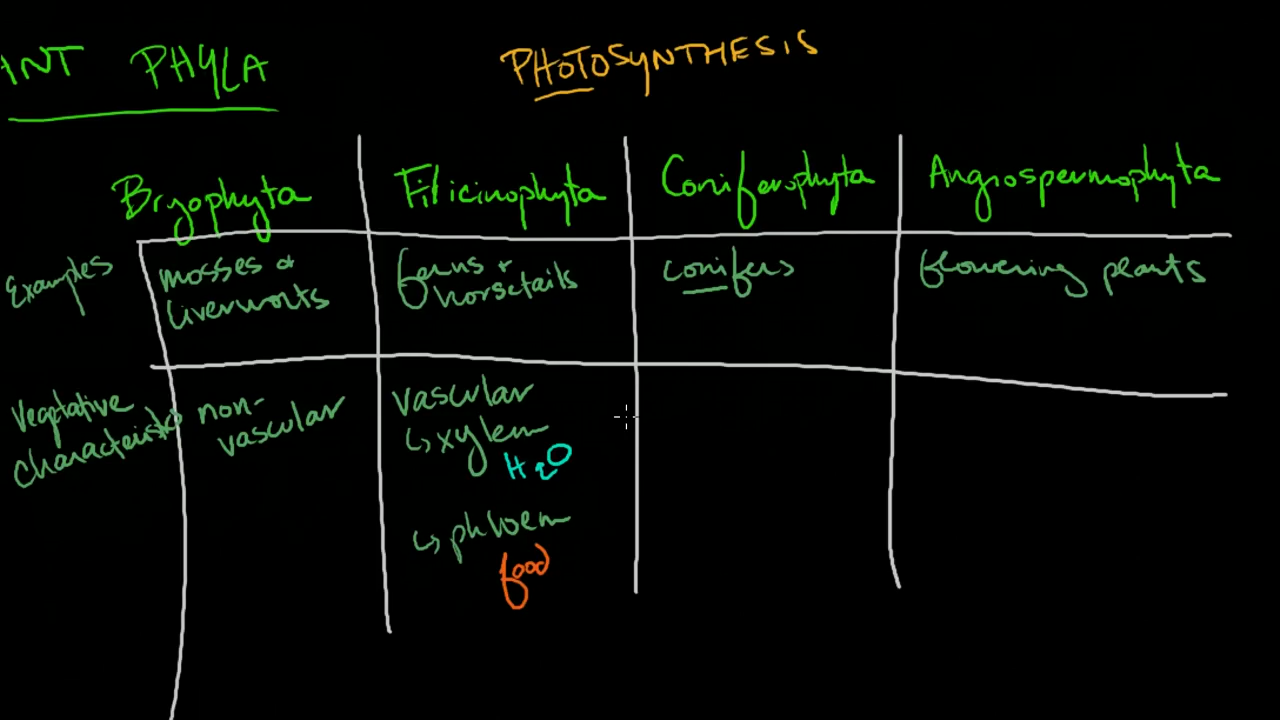 ANT PHYLA
PHOTOSYNTHESIS
Bryophyta
Filicinophyta
Coniferophyta
Angiospermophyta
Examples
mosses &
liverworts
ferns +
horsetails
conifers
flowering plants
Vegetative
characteristics
non-
vascular
vascular
↳ xylem
H2O
↳ phloem
food